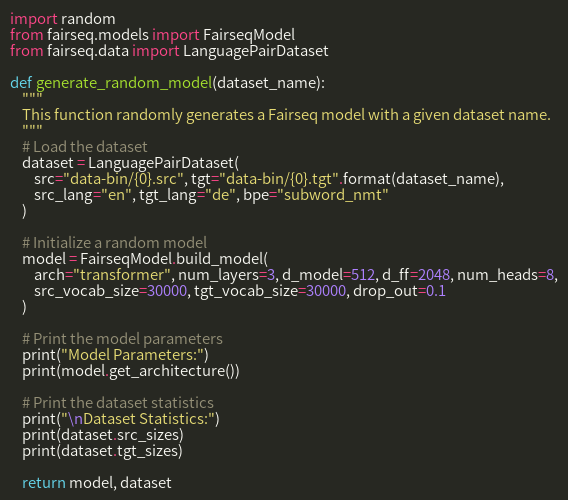 import random
from fairseq.models import FairseqModel
from fairseq.data import LanguagePairDataset

def generate_random_model(dataset_name):
    """
    This function randomly generates a Fairseq model with a given dataset name.
    """
    # Load the dataset
    dataset = LanguagePairDataset(
        src="data-bin/{0}.src", tgt="data-bin/{0}.tgt".format(dataset_name),
        src_lang="en", tgt_lang="de", bpe="subword_nmt"
    )

    # Initialize a random model
    model = FairseqModel.build_model(
        arch="transformer", num_layers=3, d_model=512, d_ff=2048, num_heads=8,
        src_vocab_size=30000, tgt_vocab_size=30000, drop_out=0.1
    )

    # Print the model parameters
    print("Model Parameters:")
    print(model.get_architecture())

    # Print the dataset statistics
    print("\nDataset Statistics:")
    print(dataset.src_sizes)
    print(dataset.tgt_sizes)

    return model, dataset